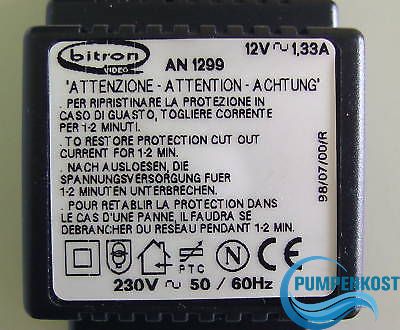 bitron
VIDEO
AN 1299
12V ~ 1,33A
"ATTENZIONE - ATTENTION - ACHTUNG"
. PER RIPRISTINARE LA PROTEZIONE IN
CASO DI GUASTO, TOGLIERE CORRENTE
PER 1-2 MINUTI.
. TO RESTORE PROTECTION CUT OUT
CURRENT FOR 1-2 MIN.
. NACH AUSLOESEN, DIE
SPANNUNGSVERSORGUNG FUER
1-2 MINUTEN UNTERBRECHEN.
. POUR RETABLIR LA PROTECTION DANS
LE CAS D'UNE PANNE, IL FAUDRA SE
DEBRANCHER DU RESEAU PENDANT 1-2 MIN.
98/07/00/R
PTC
N
CE
230V ~ 50 / 60Hz
PUMPENKOST